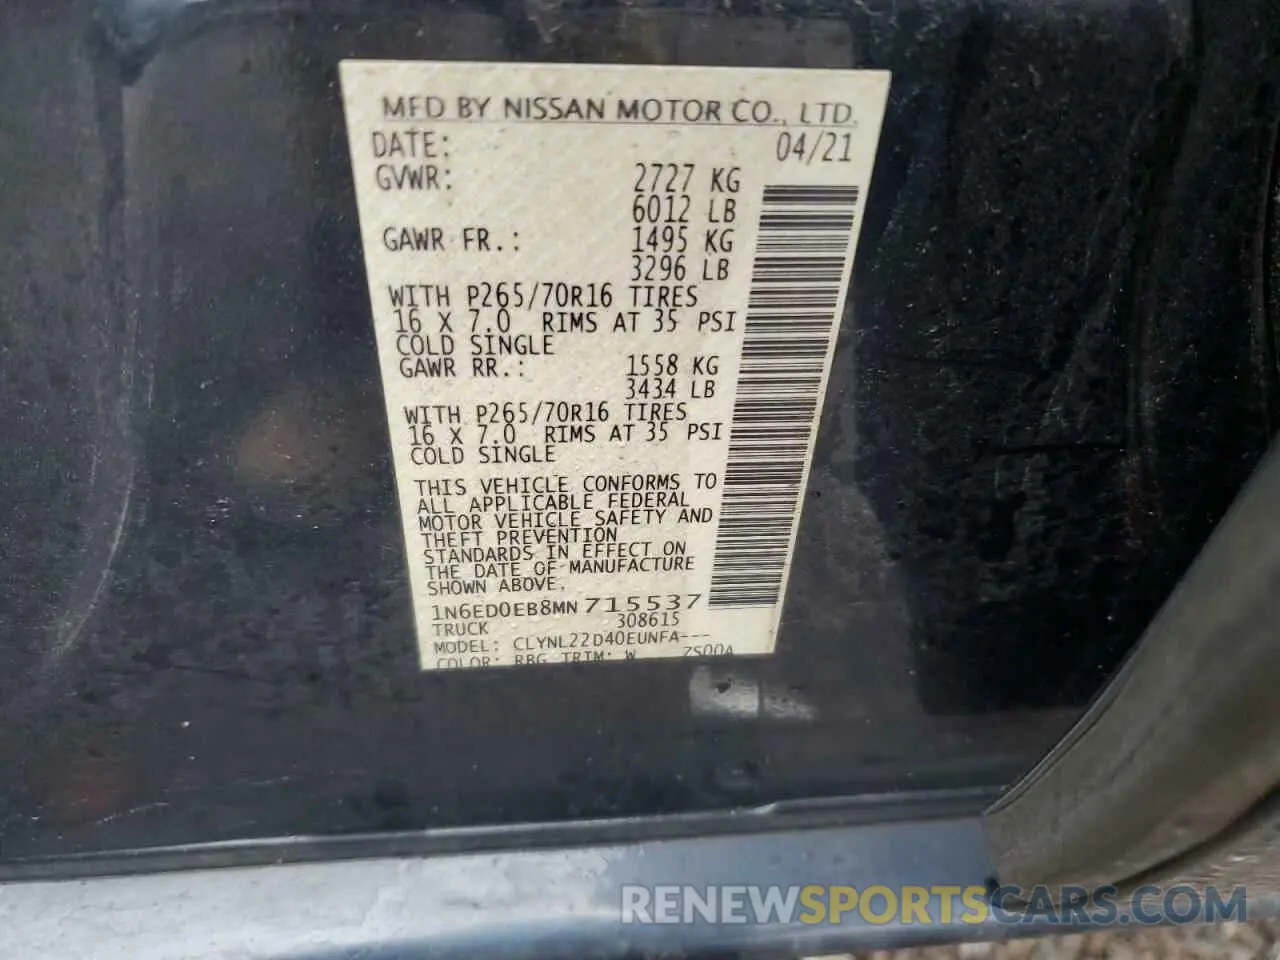 MFD BY NISSAN MOTOR CO., LTD.
DATE: 04/21
GVWR: 2727 KG
6012 LB
GAWR FR.: 1495 KG
3296 LB
WITH P265/70R16 TIRES
16 X 7.0 RIMS AT 35 PSI
COLD SINGLE
GAWR RR.: 1558 KG
3434 LB
WITH P265/70R16 TIRES
16 X 7.0 RIMS AT 35 PSI
COLD SINGLE
THIS VEHICLE CONFORMS TO
ALL APPLICABLE FEDERAL
MOTOR VEHICLE SAFETY AND
THEFT PREVENTION
STANDARDS IN EFFECT ON
THE DATE OF MANUFACTURE
SHOWN ABOVE.
1N6ED0EB8MN 715537
TRUCK 308615
MODEL: CLYNL22D40EUNFA---
COLOR: RBG TRIM: W ZS00A
RENEWSPORTSCARS.COM